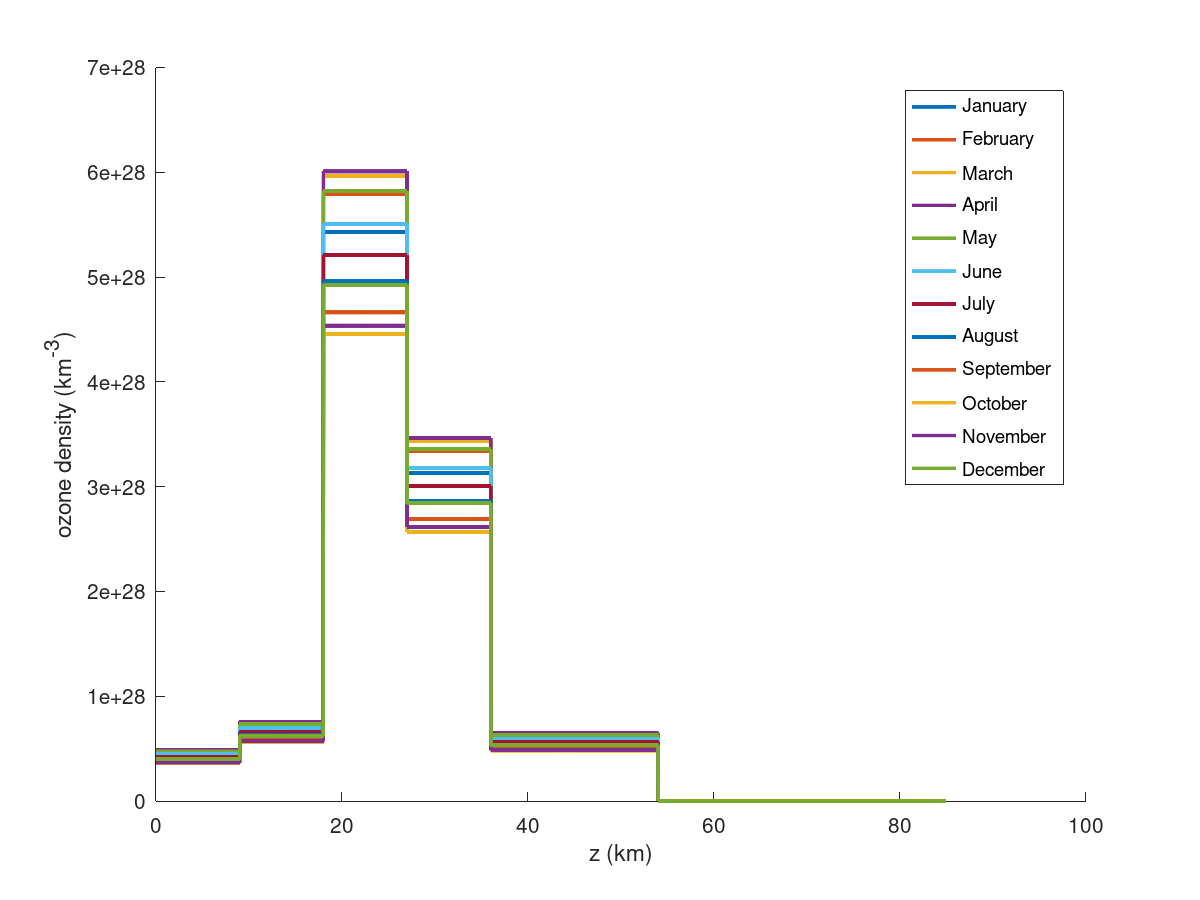 7e+28
6e+28
5e+28
4e+28
3e+28
2e+28
1e+28
0
ozone density (km-3)
0 20 40 60 80 100
z (km)
January
February
March
April
May
June
July
August
September
October
November
December